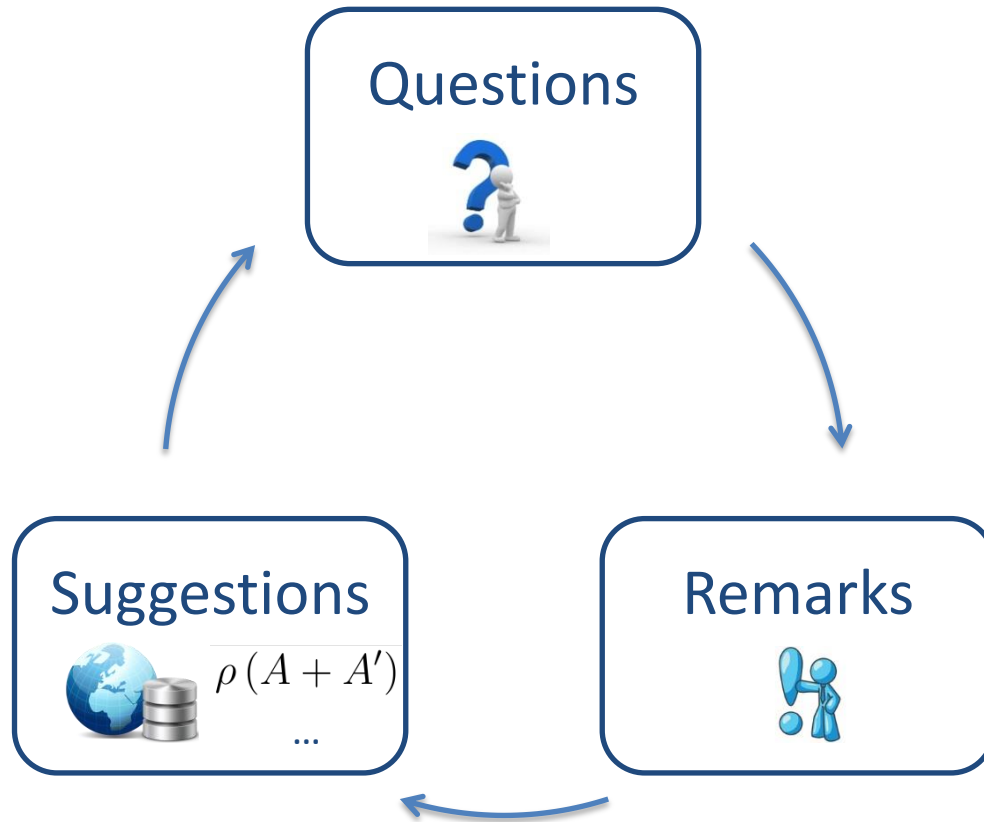 Questions
Suggestions
ρ (A + A′)
...
Remarks